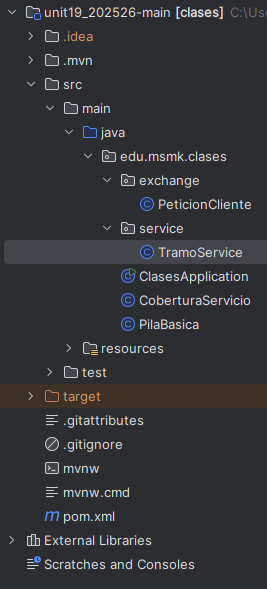 unit19_202526-main [clases] C:\Use
.idea
.mvn
src
main
java
edu.msmk.clases
exchange
PeticionCliente
service
TramoService
ClasesApplication
CoberturaServicio
PilaBasica
resources
test
target
.gitattributes
.gitignore
mvnw
mvnw.cmd
m pom.xml
External Libraries
Scratches and Consoles